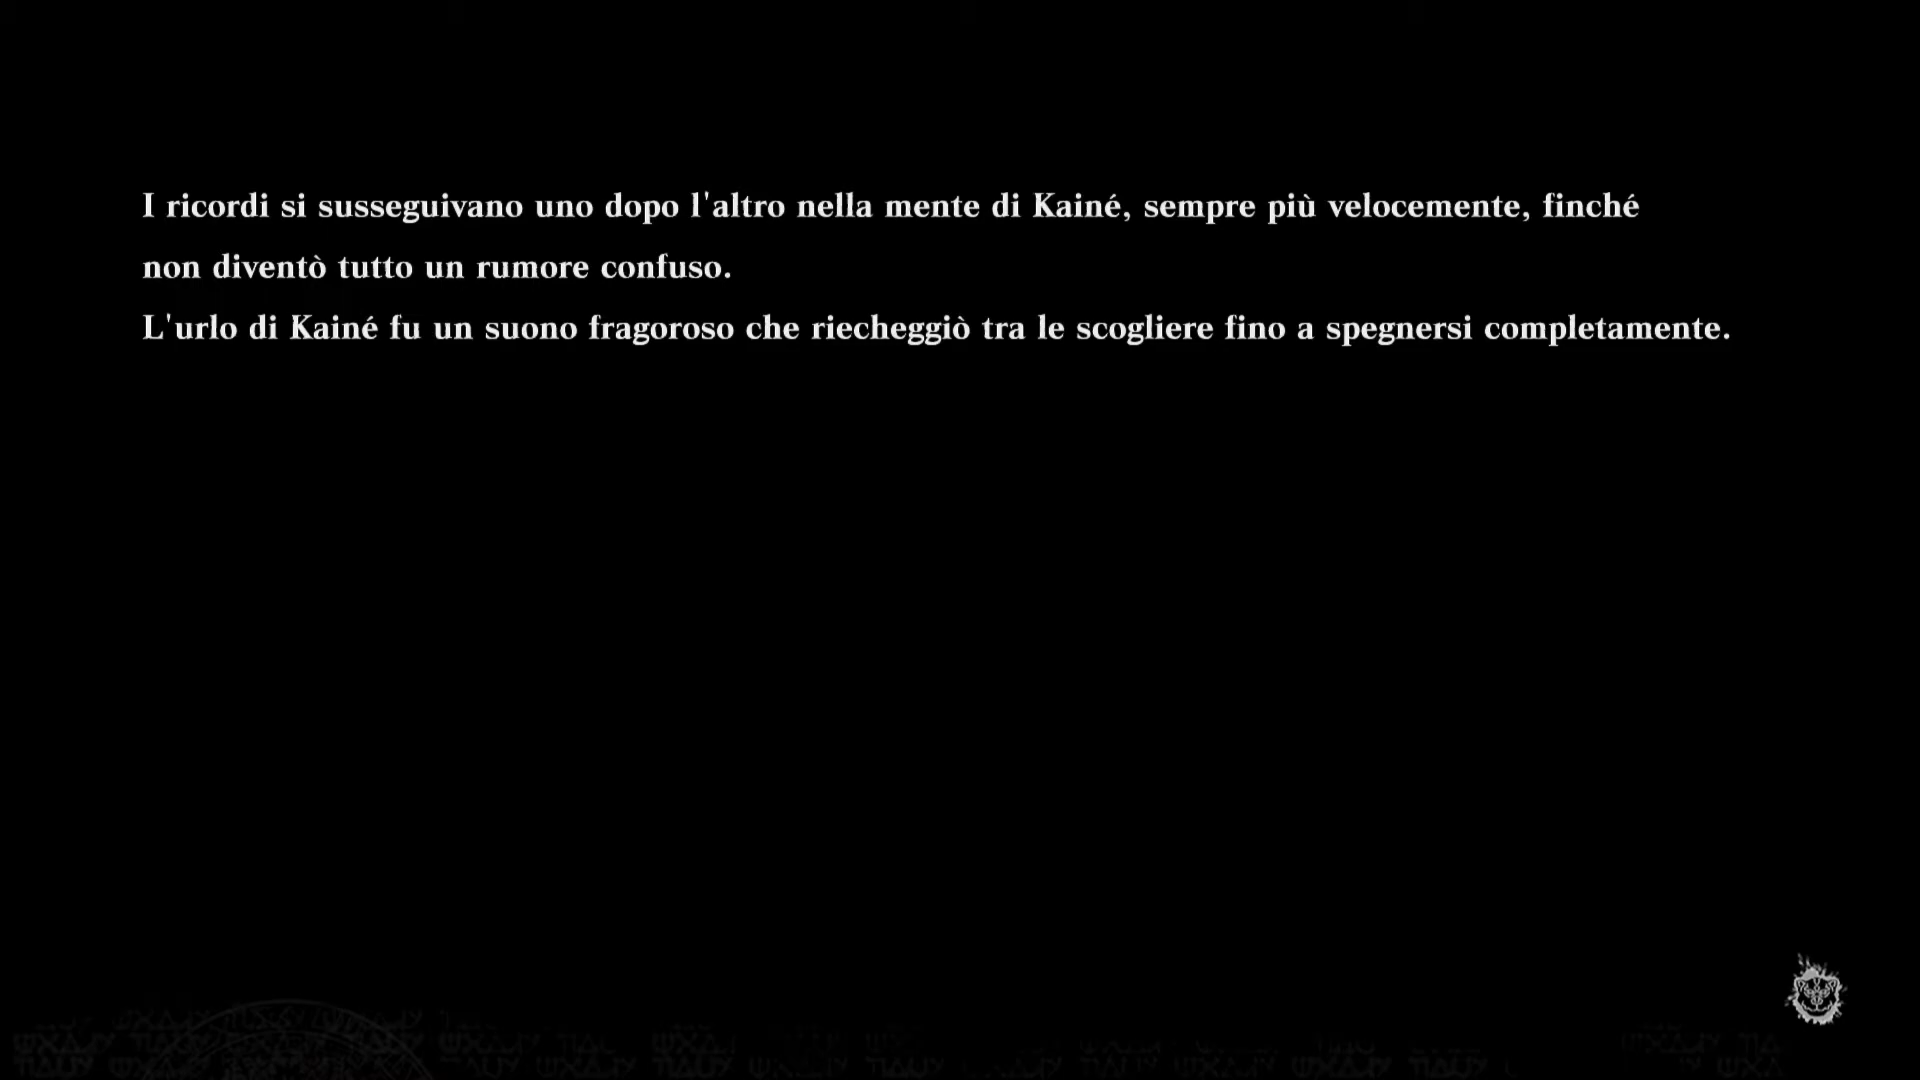 I ricordi si susseguivano uno dopo l'altro nella mente di Kainé, sempre più velocemente, finché
non diventò tutto un rumore confuso.
L'urlo di Kainé fu un suono fragoroso che riecheggiò tra le scogliere fino a spegnersi completamente.